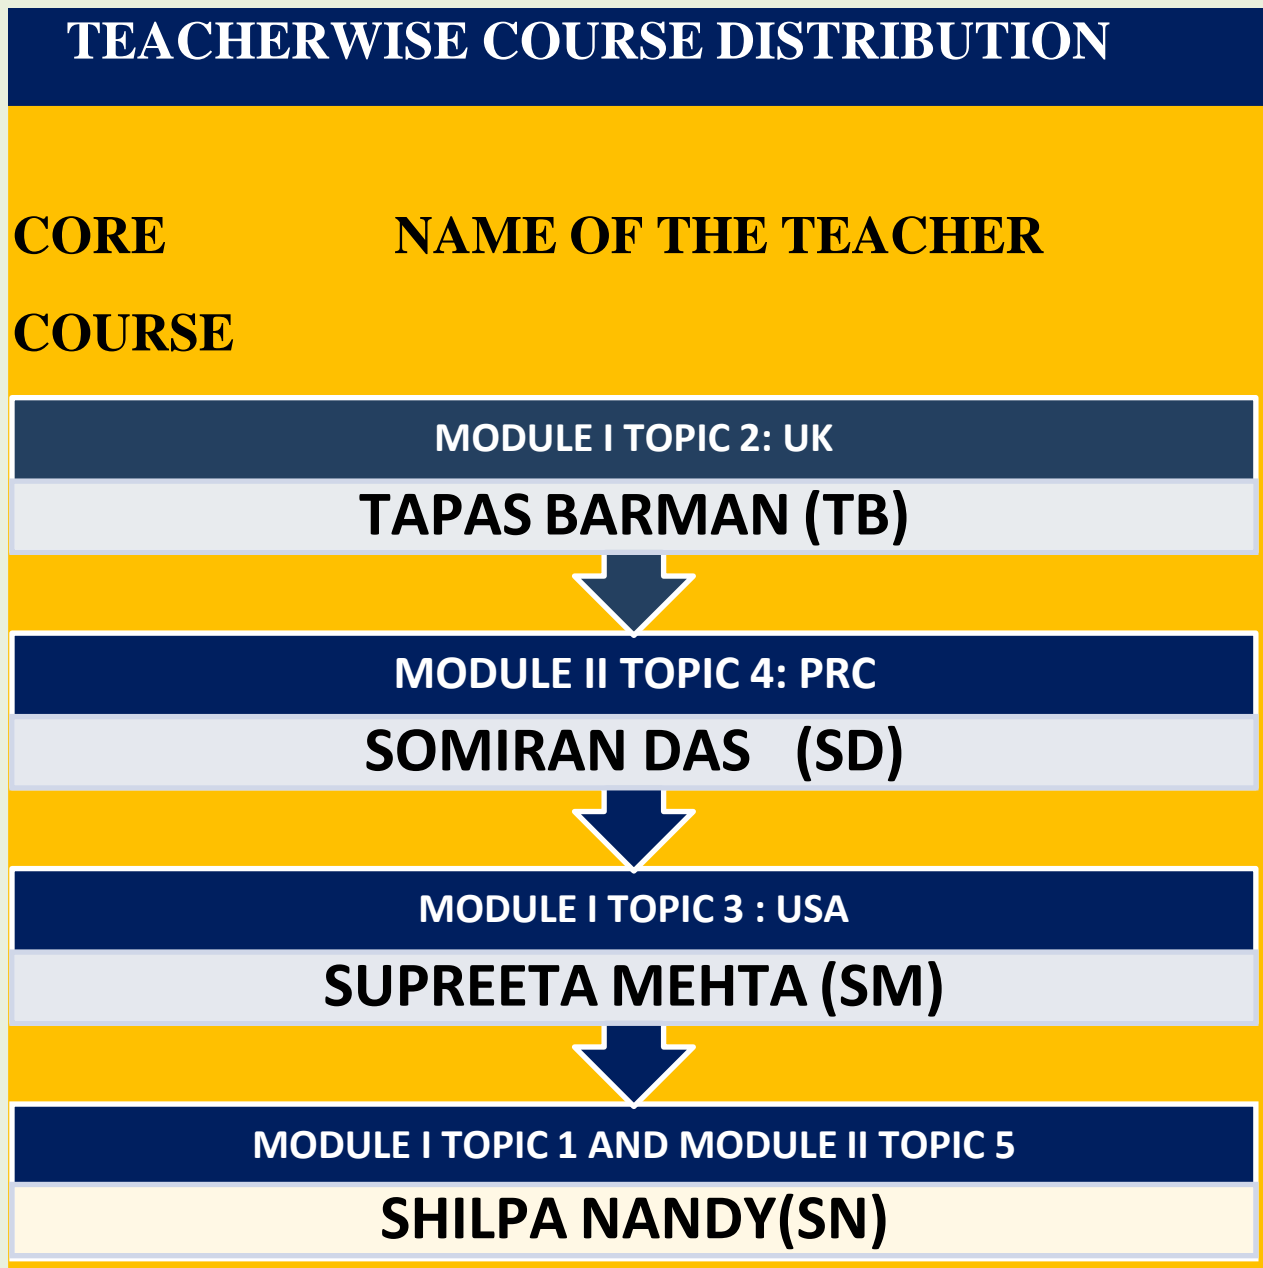 TEACHERWISE COURSE DISTRIBUTION
CORE NAME OF THE TEACHER
COURSE
MODULE I TOPIC 2: UK
TAPAS BARMAN (TB)
MODULE II TOPIC 4: PRC
SOMIRAN DAS (SD)
MODULE I TOPIC 3 : USA
SUPREETA MEHTA (SM)
MODULE I TOPIC 1 AND MODULE II TOPIC 5
SHILPA NANDY(SN)